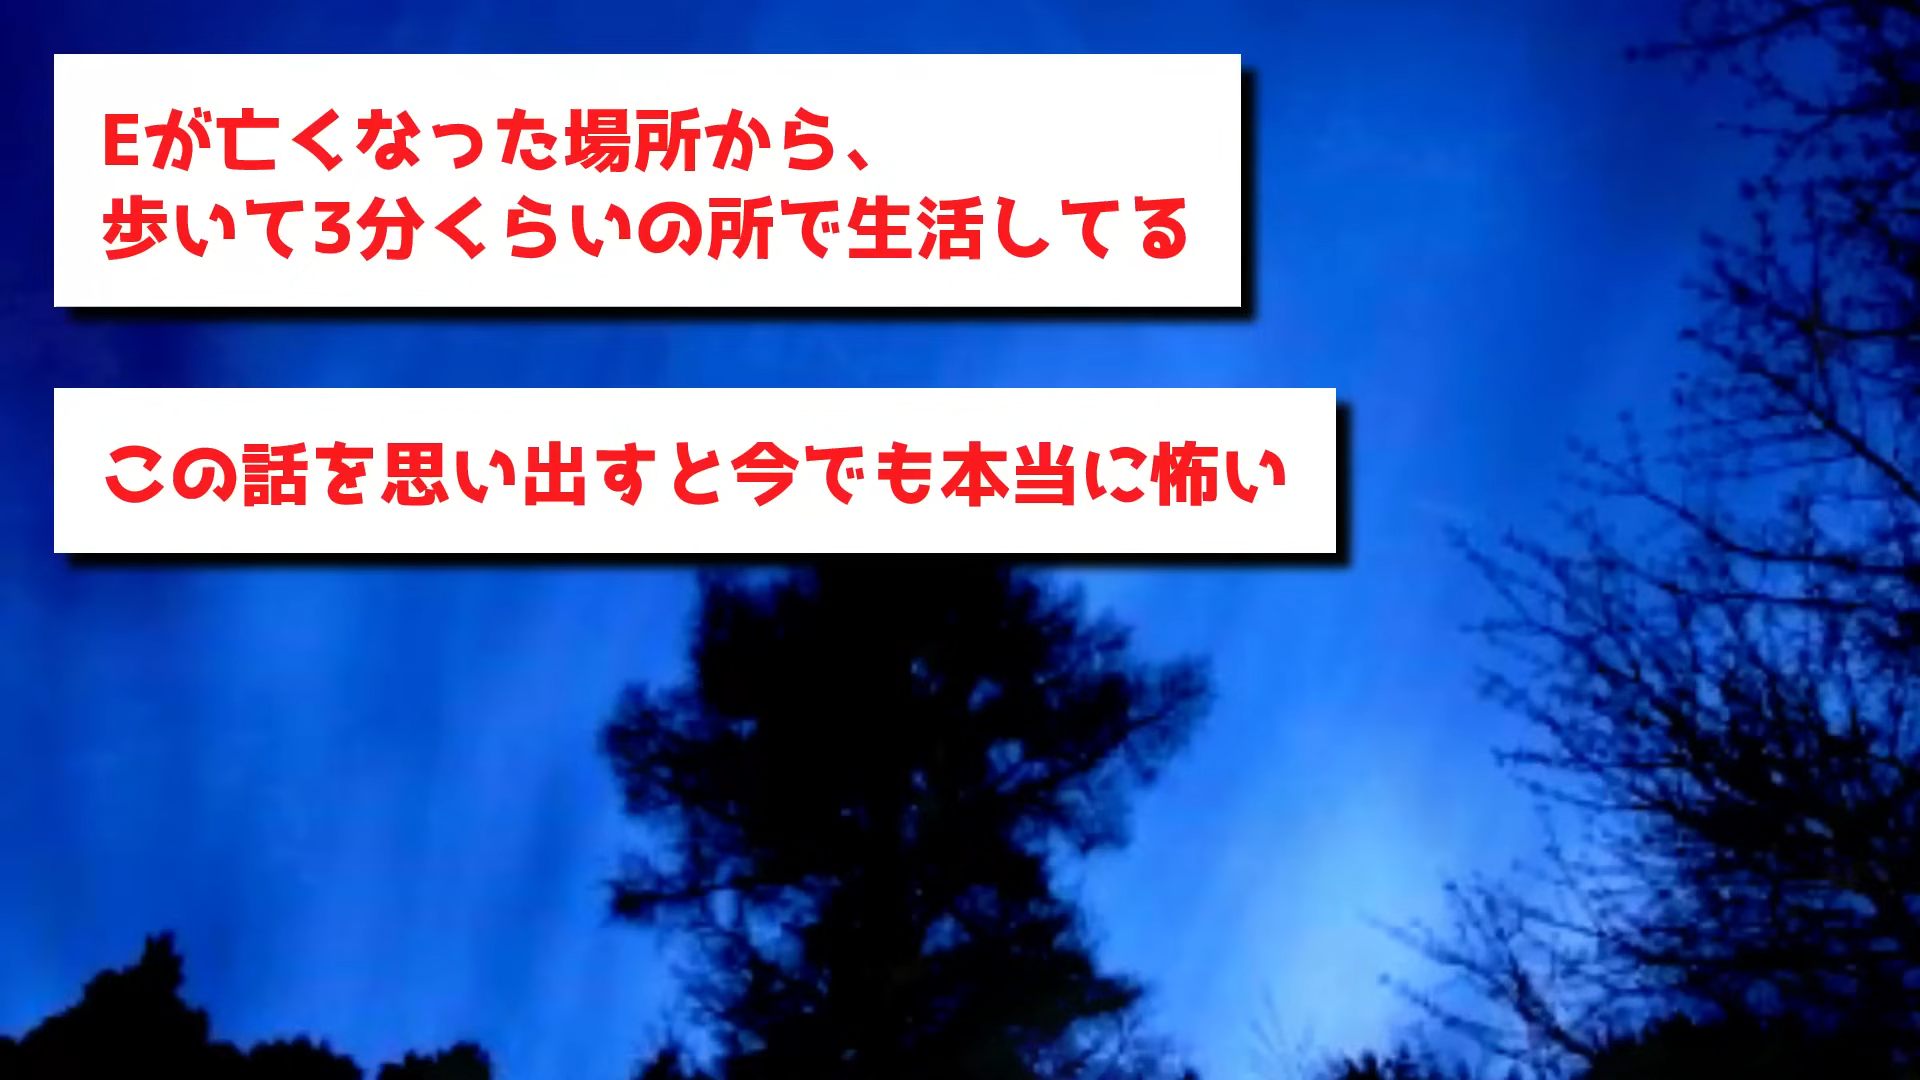 Eが亡くなった場所から、
歩いて3分くらいの所で生活してる
この話を思い出すと今でも本当に怖い